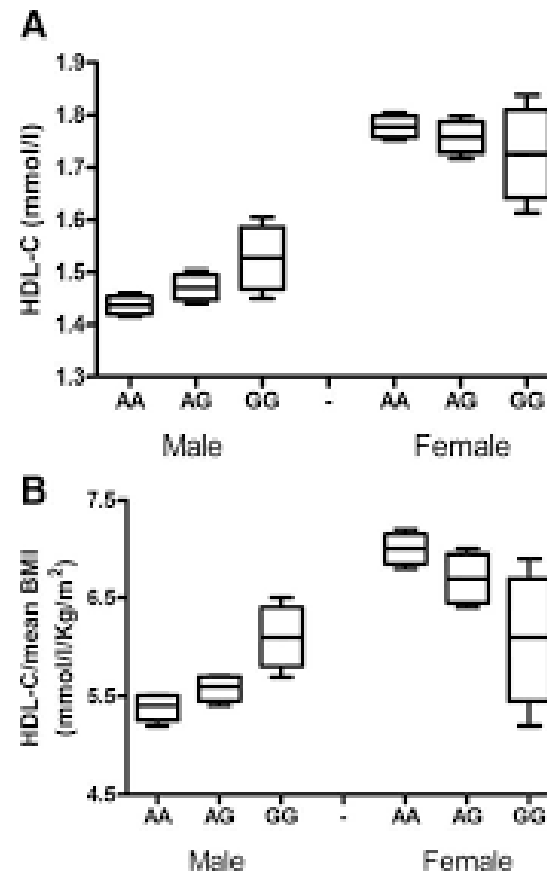 A
HDL-C (mmol/l)
1.9
1.8
1.7
1.6
1.5
1.4
1.3
AA AG GG - AA AG GG
Male Female
B
HDL-C/mean BMI
(mmol/l/Kg/m²)
7.5
6.5
5.5
4.5
AA AG GG - AA AG GG
Male Female